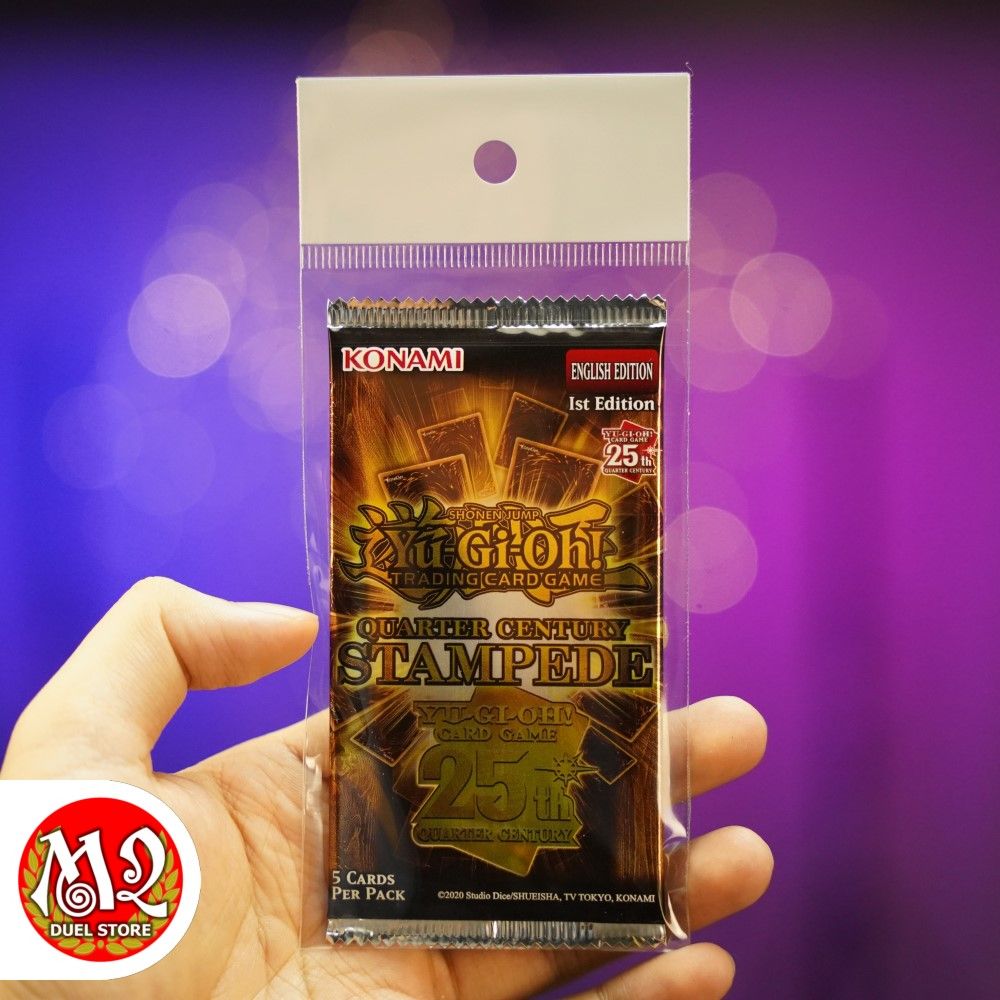 KONAMI
ENGLISH EDITION
1st Edition
YU-GI-OH!
CARD GAME
25th
QUARTER CENTURY
SHONEN JUMP
Yu-Gi-Oh!
TRADING CARD GAME
QUARTER CENTURY
STAMPEDE
YU-GI-OH!
CARD GAME
25th
QUARTER CENTURY
5 CARDS
PER PACK
©2020 Studio Dice/SHUEISHA, TV TOKYO, KONAMI
M2
DUEL STORE